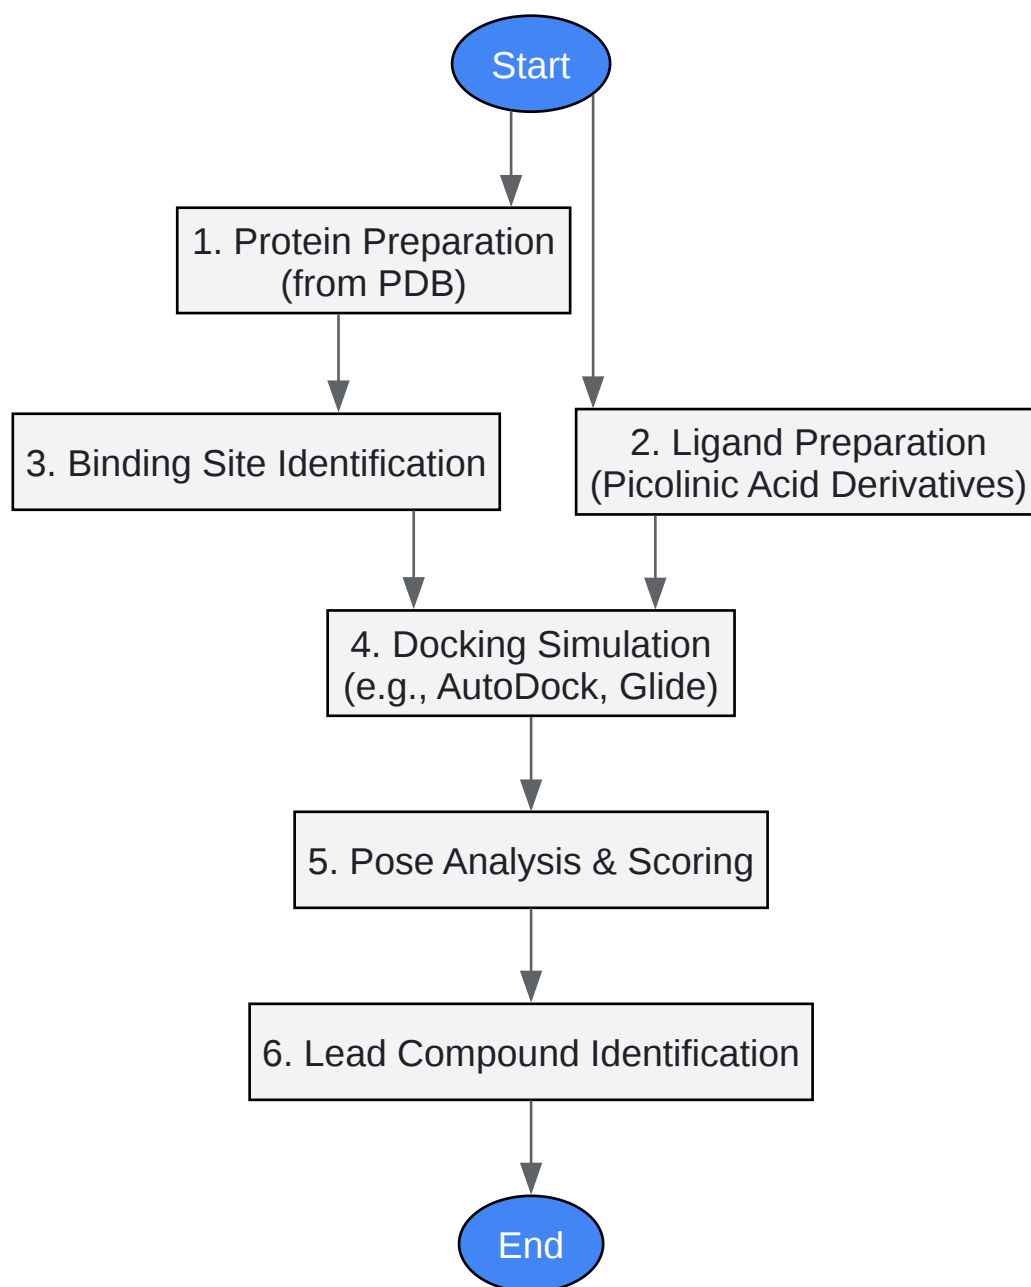 Start
1. Protein Preparation
(from PDB)
3. Binding Site Identification
2. Ligand Preparation
(Picolinic Acid Derivatives)
4. Docking Simulation
(e.g., AutoDock, Glide)
5. Pose Analysis & Scoring
6. Lead Compound Identification
End